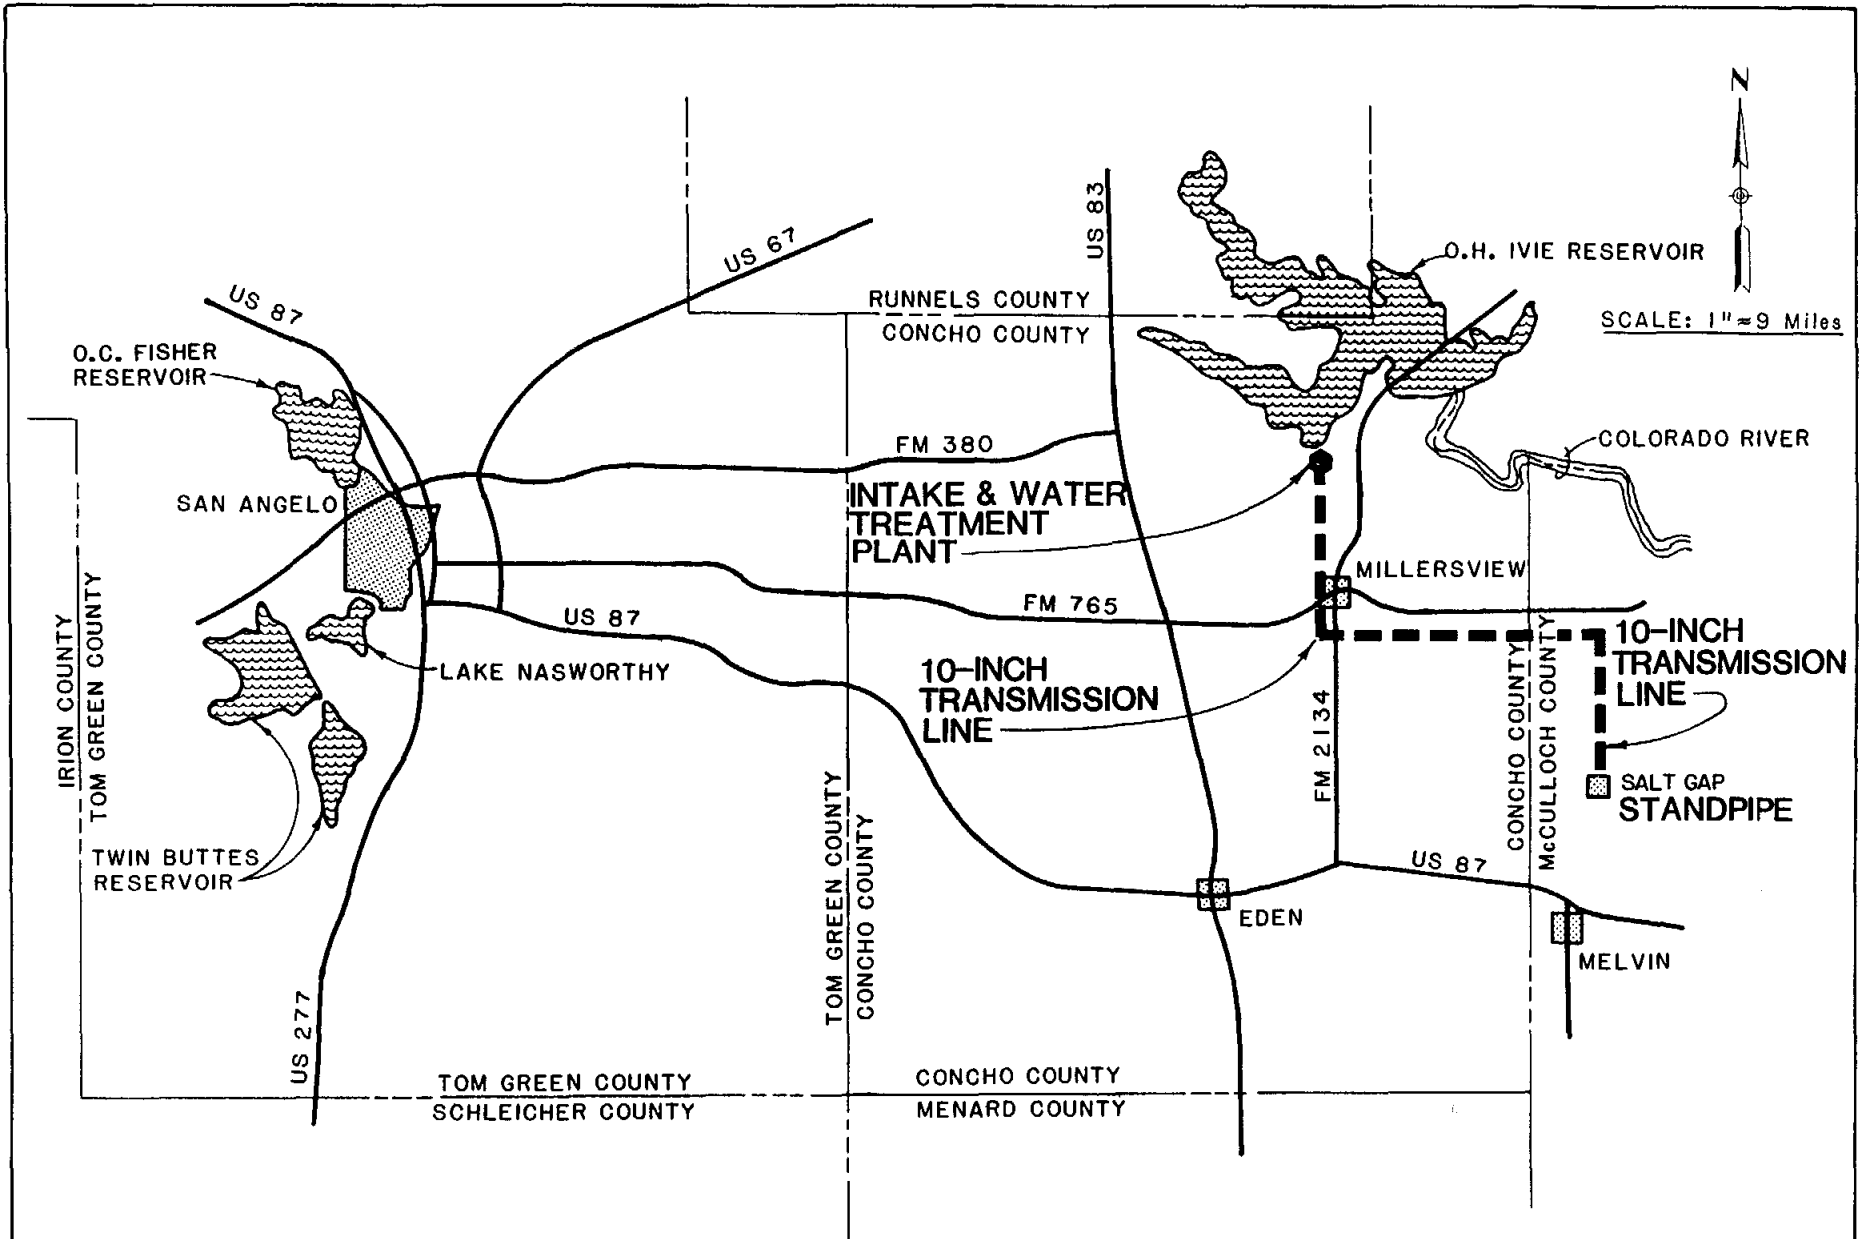 N
US 83
US 67
O.H. IVIE RESERVOIR
US 87
RUNNELS COUNTY
CONCHO COUNTY
SCALE: 1" ≈ 9 Miles
O.C. FISHER
RESERVOIR
FM 380
COLORADO RIVER
SAN ANGELO
INTAKE & WATER
TREATMENT
PLANT
MILLERSVIEW
FM 765
US 87
IRION COUNTY
TOM GREEN COUNTY
LAKE NASWORTHY
10-INCH
TRANSMISSION
LINE
10-INCH
TRANSMISSION
LINE
FM 2134
CONCHO COUNTY
McCULLOCH COUNTY
SALT GAP
STANDPIPE
TWIN BUTTES
RESERVOIR
TOM GREEN COUNTY
CONCHO COUNTY
US 87
EDEN
MELVIN
US 277
TOM GREEN COUNTY
SCHLEICHER COUNTY
CONCHO COUNTY
MENARD COUNTY